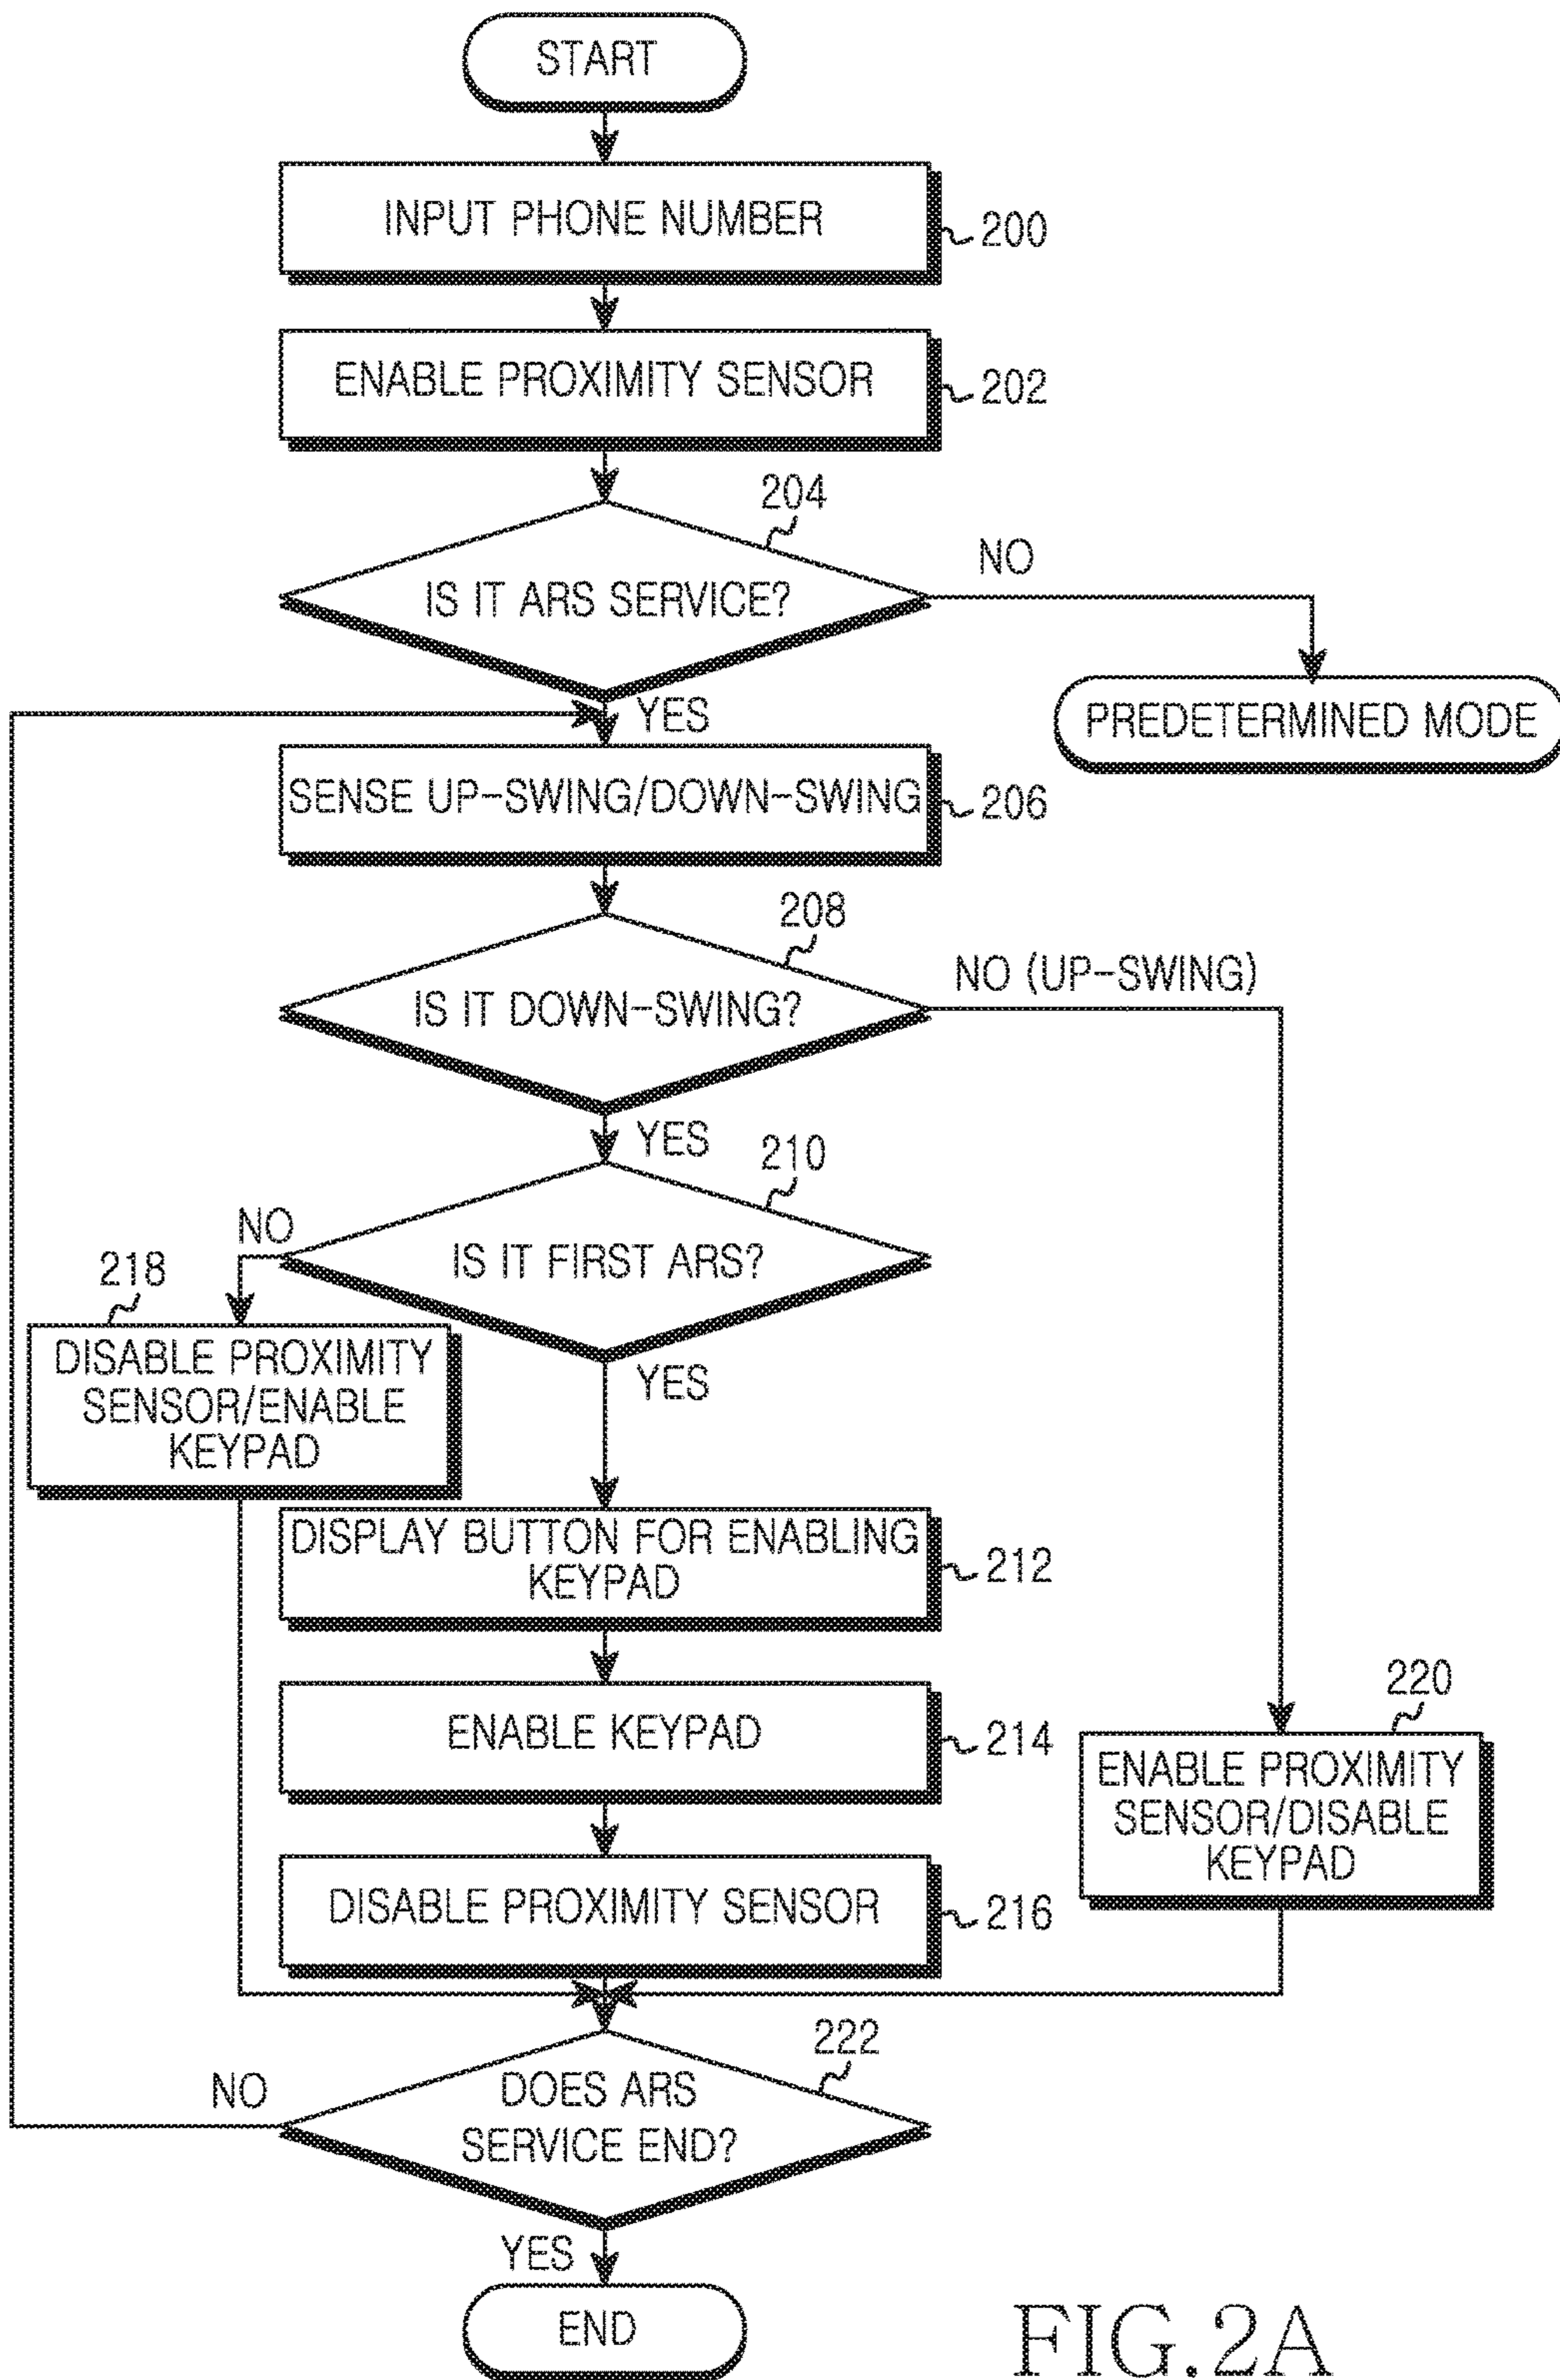 START
INPUT PHONE NUMBER
200
ENABLE PROXIMITY SENSOR
202
204
IS IT ARS SERVICE?
NO
YES
PREDETERMINED MODE
SENSE UP-SWING/DOWN-SWING
206
208
IS IT DOWN-SWING?
NO (UP-SWING)
YES
210
IS IT FIRST ARS?
NO
218
DISABLE PROXIMITY
SENSOR/ENABLE
KEYPAD
YES
DISPLAY BUTTON FOR ENABLING
KEYPAD
212
ENABLE KEYPAD
214
220
ENABLE PROXIMITY
SENSOR/DISABLE
KEYPAD
DISABLE PROXIMITY SENSOR
216
222
DOES ARS
SERVICE END?
NO
YES
END
FIG.2A